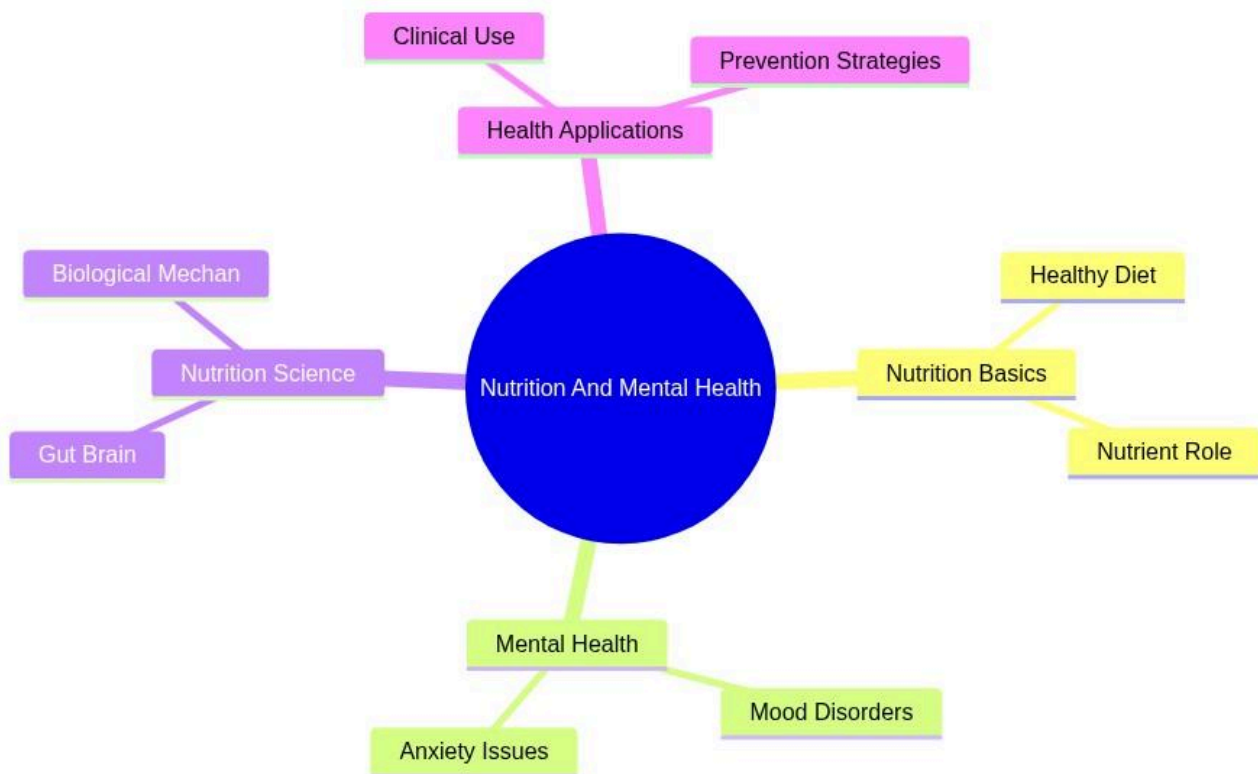 Clinical Use
Prevention Strategies
Health Applications
Biological Mechan
Healthy Diet
Nutrition Science
Nutrition And Mental Health
Nutrition Basics
Gut Brain
Nutrient Role
Mental Health
Mood Disorders
Anxiety Issues